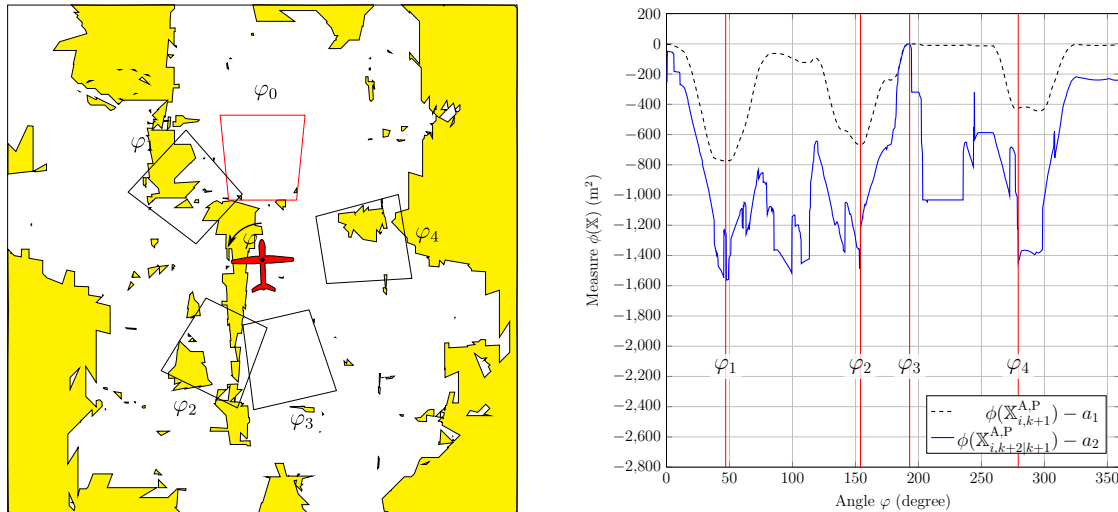 φ0
φ1
φ
φ4
φ2
φ3
0
−200
−400
−600
−800
−1,000
−1,200
−1,400
−1,600
−1,800
−2,000
−2,200
−2,400
−2,600
−2,800
Measure ϕ(𝕏) (m²)
φ1
φ2
φ3
φ4
ϕ(𝕏^{A,P}_{i,k+1}) − a1
ϕ(𝕏^{A,P}_{i,k+2|k+1}) − a2
0 50 100 150 200 250 300 350
Angle φ (degree)